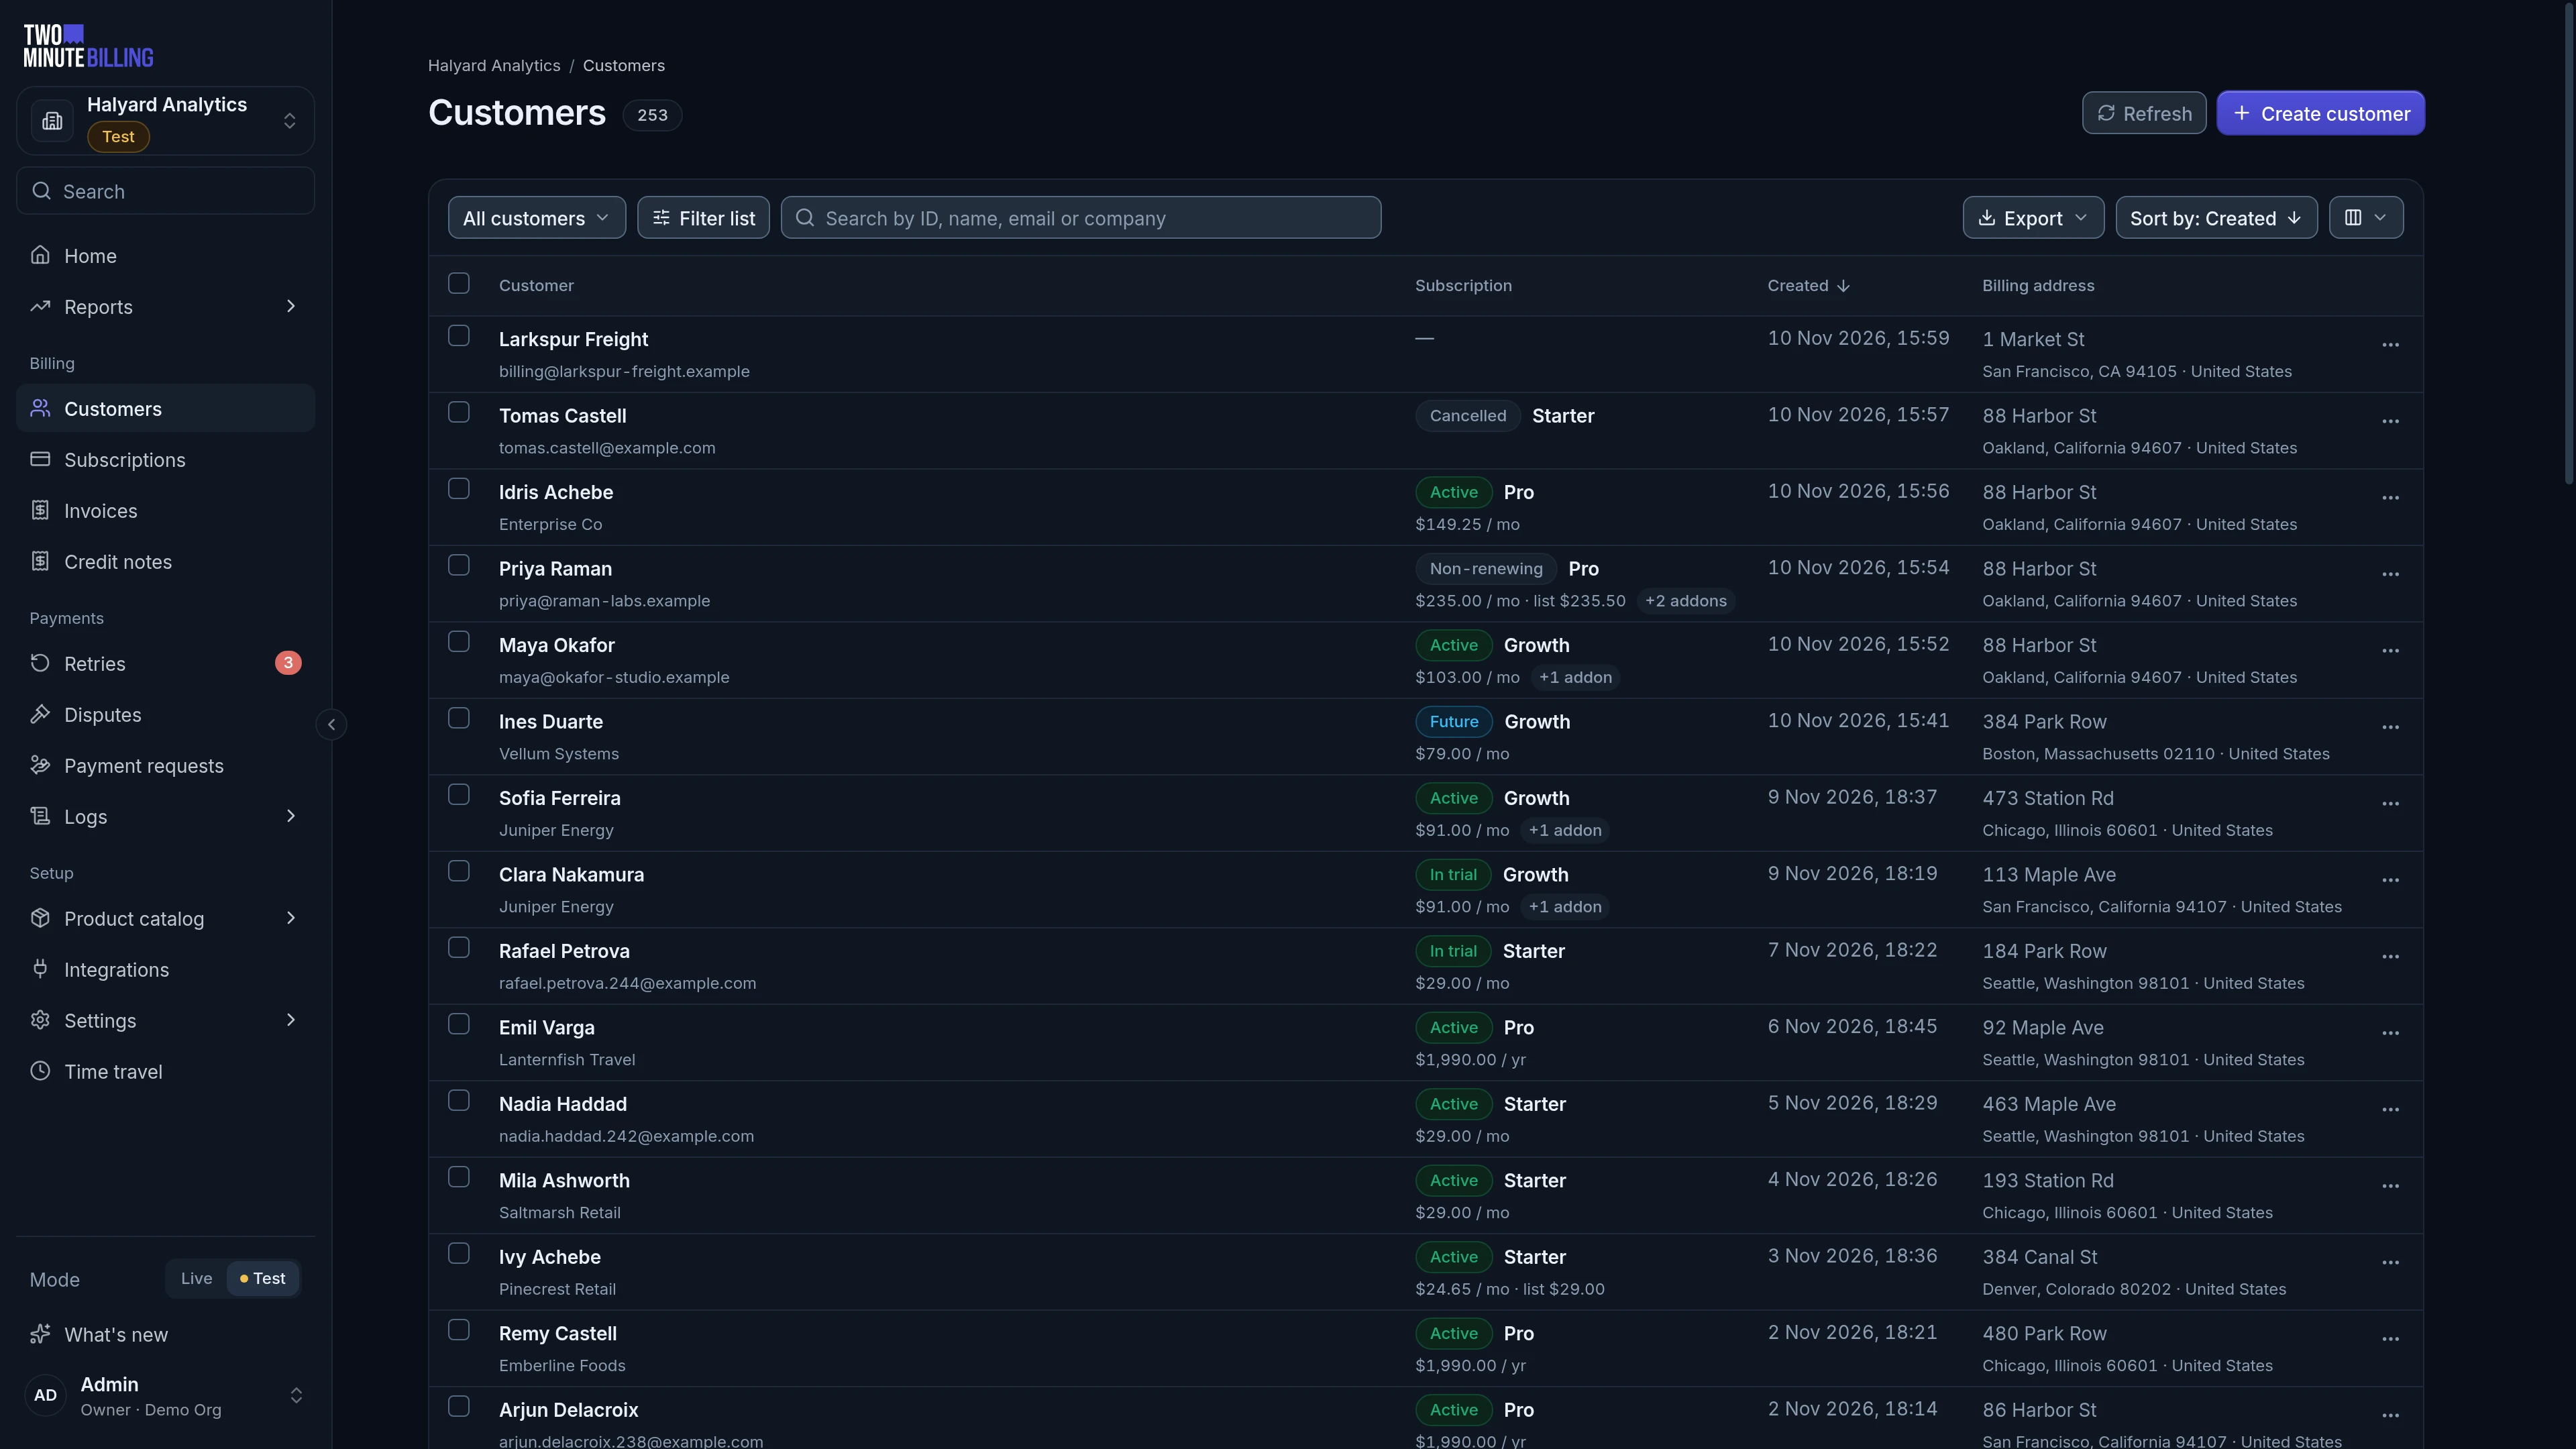 TWO
MINUTE BILLING
Halyard Analytics
Test
Search
Home
Reports
Billing
Customers
Subscriptions
Invoices
Credit notes
Payments
Retries 3
Disputes
Payment requests
Logs
Setup
Product catalog
Integrations
Settings
Time travel
Mode Live Test
What's new
AD Admin
Owner · Demo Org
Halyard Analytics / Customers
Customers 253
Refresh Create customer
All customers Filter list Search by ID, name, email or company Export Sort by: Created
Customer Subscription Created Billing address
Larkspur Freight — 10 Nov 2026, 15:59 1 Market St
billing@larkspur-freight.example San Francisco, CA 94105 · United States
Tomas Castell Cancelled Starter 10 Nov 2026, 15:57 88 Harbor St
tomas.castell@example.com Oakland, California 94607 · United States
Idris Achebe Active Pro 10 Nov 2026, 15:56 88 Harbor St
Enterprise Co $149.25 / mo Oakland, California 94607 · United States
Priya Raman Non-renewing Pro 10 Nov 2026, 15:54 88 Harbor St
priya@raman-labs.example $235.00 / mo · list $235.50 +2 addons Oakland, California 94607 · United States
Maya Okafor Active Growth 10 Nov 2026, 15:52 88 Harbor St
maya@okafor-studio.example $103.00 / mo +1 addon Oakland, California 94607 · United States
Ines Duarte Future Growth 10 Nov 2026, 15:41 384 Park Row
Vellum Systems $79.00 / mo Boston, Massachusetts 02110 · United States
Sofia Ferreira Active Growth 9 Nov 2026, 18:37 473 Station Rd
Juniper Energy $91.00 / mo +1 addon Chicago, Illinois 60601 · United States
Clara Nakamura In trial Growth 9 Nov 2026, 18:19 113 Maple Ave
Juniper Energy $91.00 / mo +1 addon San Francisco, California 94107 · United States
Rafael Petrova In trial Starter 7 Nov 2026, 18:22 184 Park Row
rafael.petrova.244@example.com $29.00 / mo Seattle, Washington 98101 · United States
Emil Varga Active Pro 6 Nov 2026, 18:45 92 Maple Ave
Lanternfish Travel $1,990.00 / yr Seattle, Washington 98101 · United States
Nadia Haddad Active Starter 5 Nov 2026, 18:29 463 Maple Ave
nadia.haddad.242@example.com $29.00 / mo Seattle, Washington 98101 · United States
Mila Ashworth Active Starter 4 Nov 2026, 18:26 193 Station Rd
Saltmarsh Retail $29.00 / mo Chicago, Illinois 60601 · United States
Ivy Achebe Active Starter 3 Nov 2026, 18:36 384 Canal St
Pinecrest Retail $24.65 / mo · list $29.00 Denver, Colorado 80202 · United States
Remy Castell Active Pro 2 Nov 2026, 18:21 480 Park Row
Emberline Foods $1,990.00 / yr Chicago, Illinois 60601 · United States
Arjun Delacroix Active Pro 2 Nov 2026, 18:14 86 Harbor St
arjun.delacroix.238@example.com $1,990.00 / yr San Francisco, California 94107 · United States